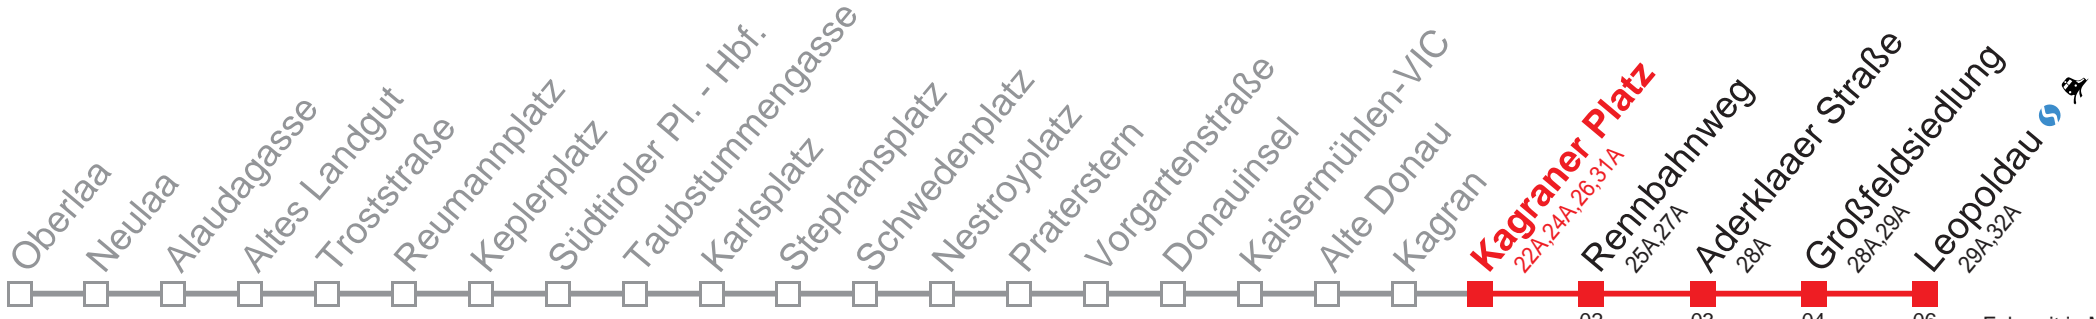 Oberlaa
Neulaa
Alaudagasse
Altes Landgut
Troststraße
Reumannplatz
Keplerplatz
Südtiroler Pl. - Hbf.
Taubstummengasse
Karlsplatz
Stephansplatz
Schwedenplatz
Nestroyplatz
Praterstern
Vorgartenstraße
Donauinsel
Kaisermühlen-VIC
Alte Donau
Kagran
Kagraner Platz
22A,24A,26,31A
Rennbahnweg
25A,27A
Aderklaaer Straße
28A
Großfeldsiedlung
28A,29A
Leopoldau
29A,32A